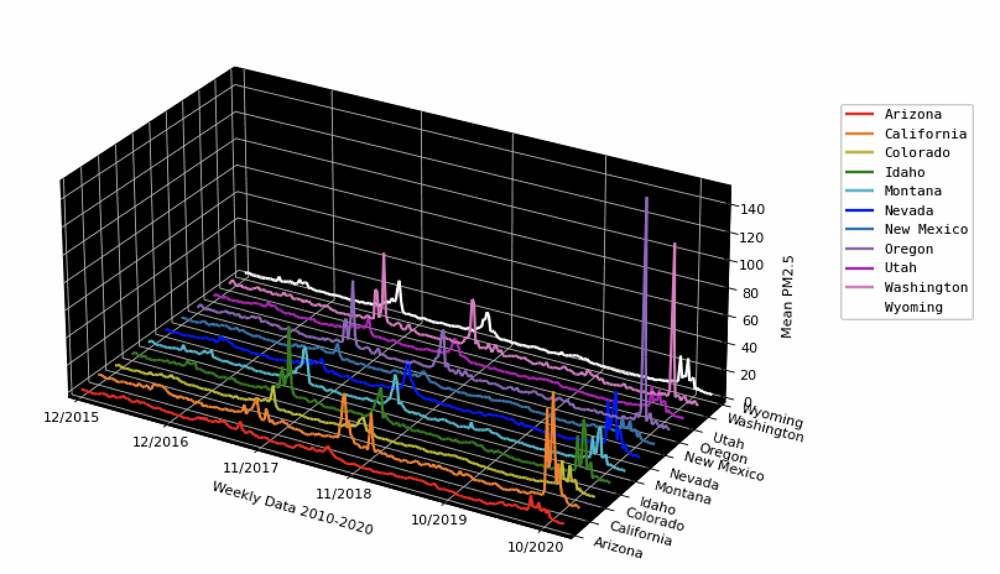 140
120
100
80
60
40
20
0
Mean PM2.5
12/2015
12/2016
11/2017
11/2018
10/2019
10/2020
Weekly Data 2010-2020
Wyoming
Washington
Utah
Oregon
New Mexico
Nevada
Montana
Idaho
Colorado
California
Arizona
Arizona
California
Colorado
Idaho
Montana
Nevada
New Mexico
Oregon
Utah
Washington
Wyoming